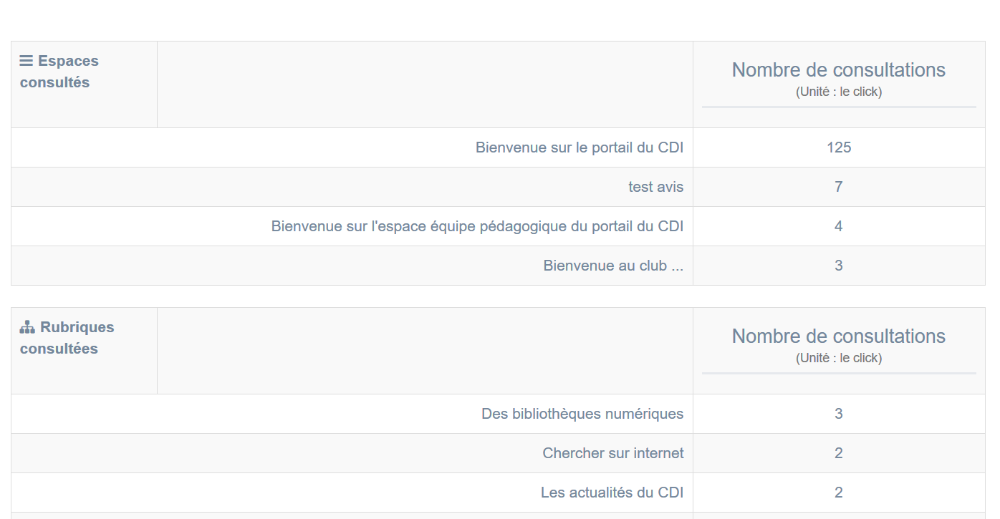 Espaces
consultés
Nombre de consultations
(Unité : le click)
Bienvenue sur le portail du CDI 125
test avis 7
Bienvenue sur l'espace équipe pédagogique du portail du CDI 4
Bienvenue au club ... 3
Rubriques
consultées
Nombre de consultations
(Unité : le click)
Des bibliothèques numériques 3
Chercher sur internet 2
Les actualités du CDI 2